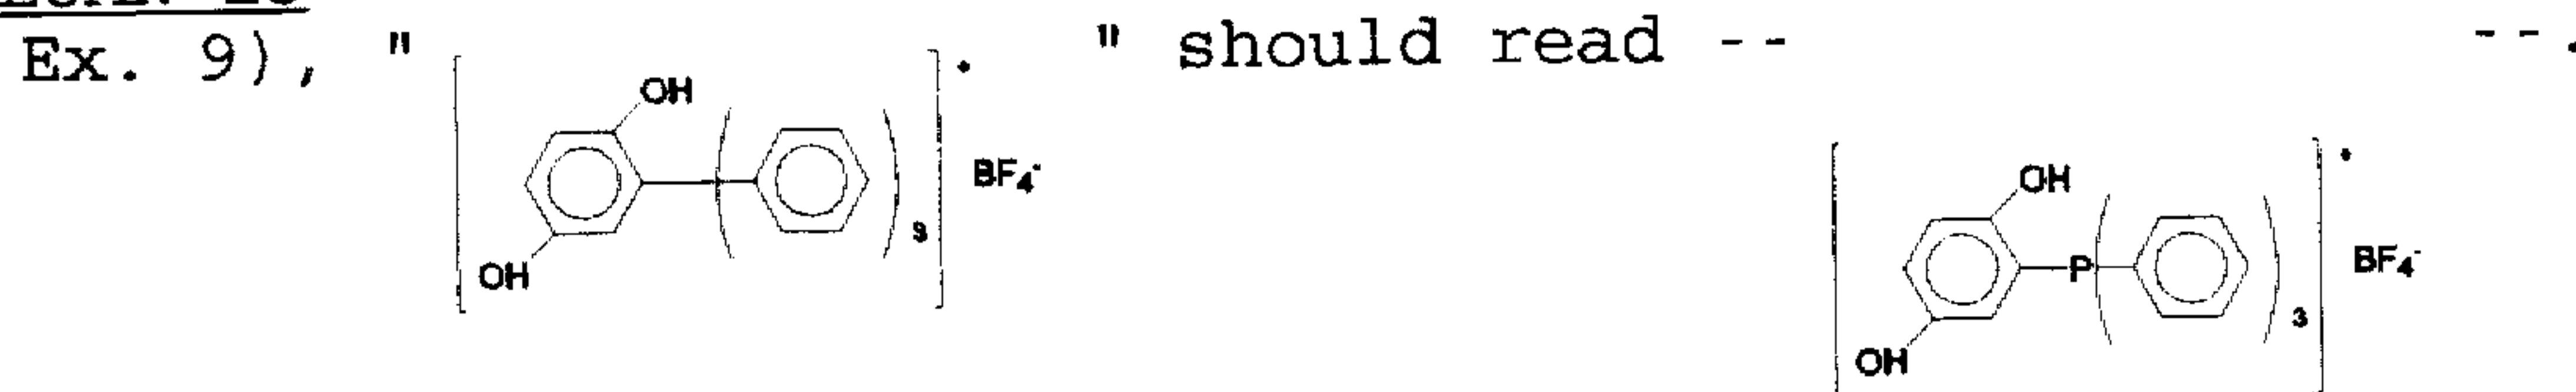 Ex. 9), " " should read -- --.
OH
BF4-
OH
OH
P
BF4-
3
OH